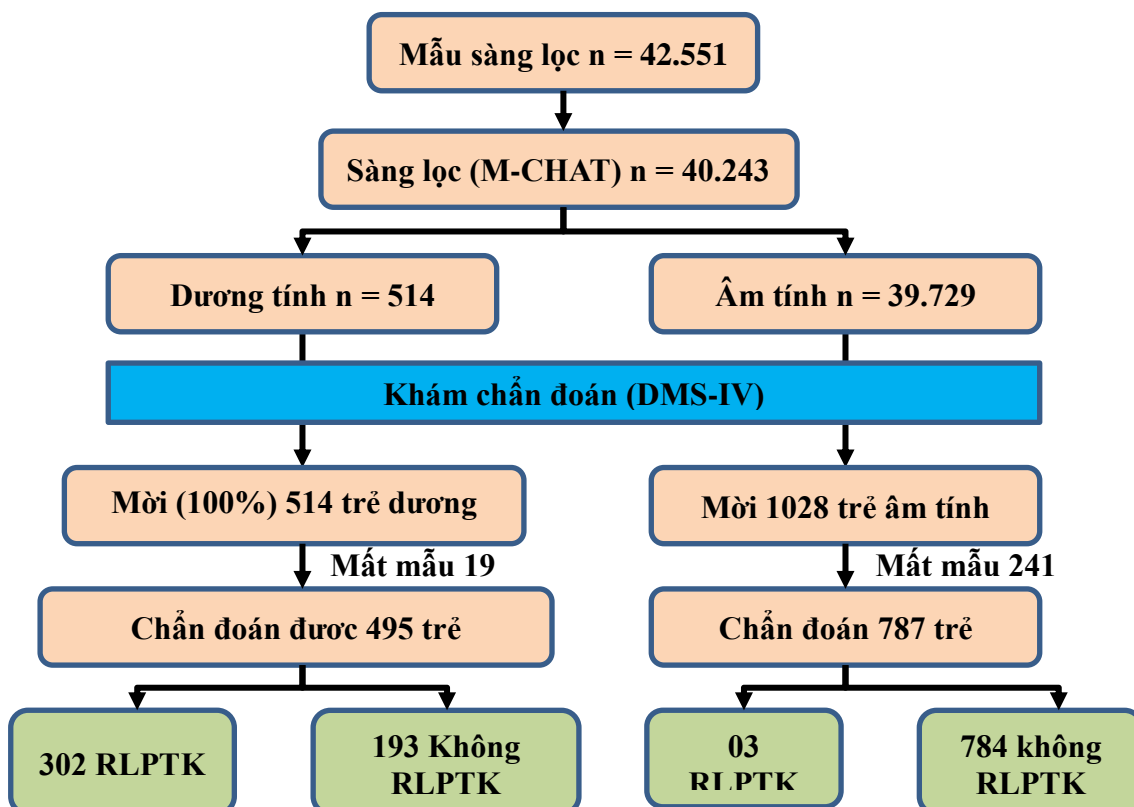 Mẫu sàng lọc n = 42.551
Sàng lọc (M-CHAT) n = 40.243
Dương tính n = 514
Âm tính n = 39.729
Khám chẩn đoán (DMS-IV)
Mời (100%) 514 trẻ dương
Mời 1028 trẻ âm tính
Mất mẫu 19
Mất mẫu 241
Chẩn đoán đươc 495 trẻ
Chẩn đoán 787 trẻ
302 RLPTK
193 Không
RLPTK
03
RLPTK
784 không
RLPTK